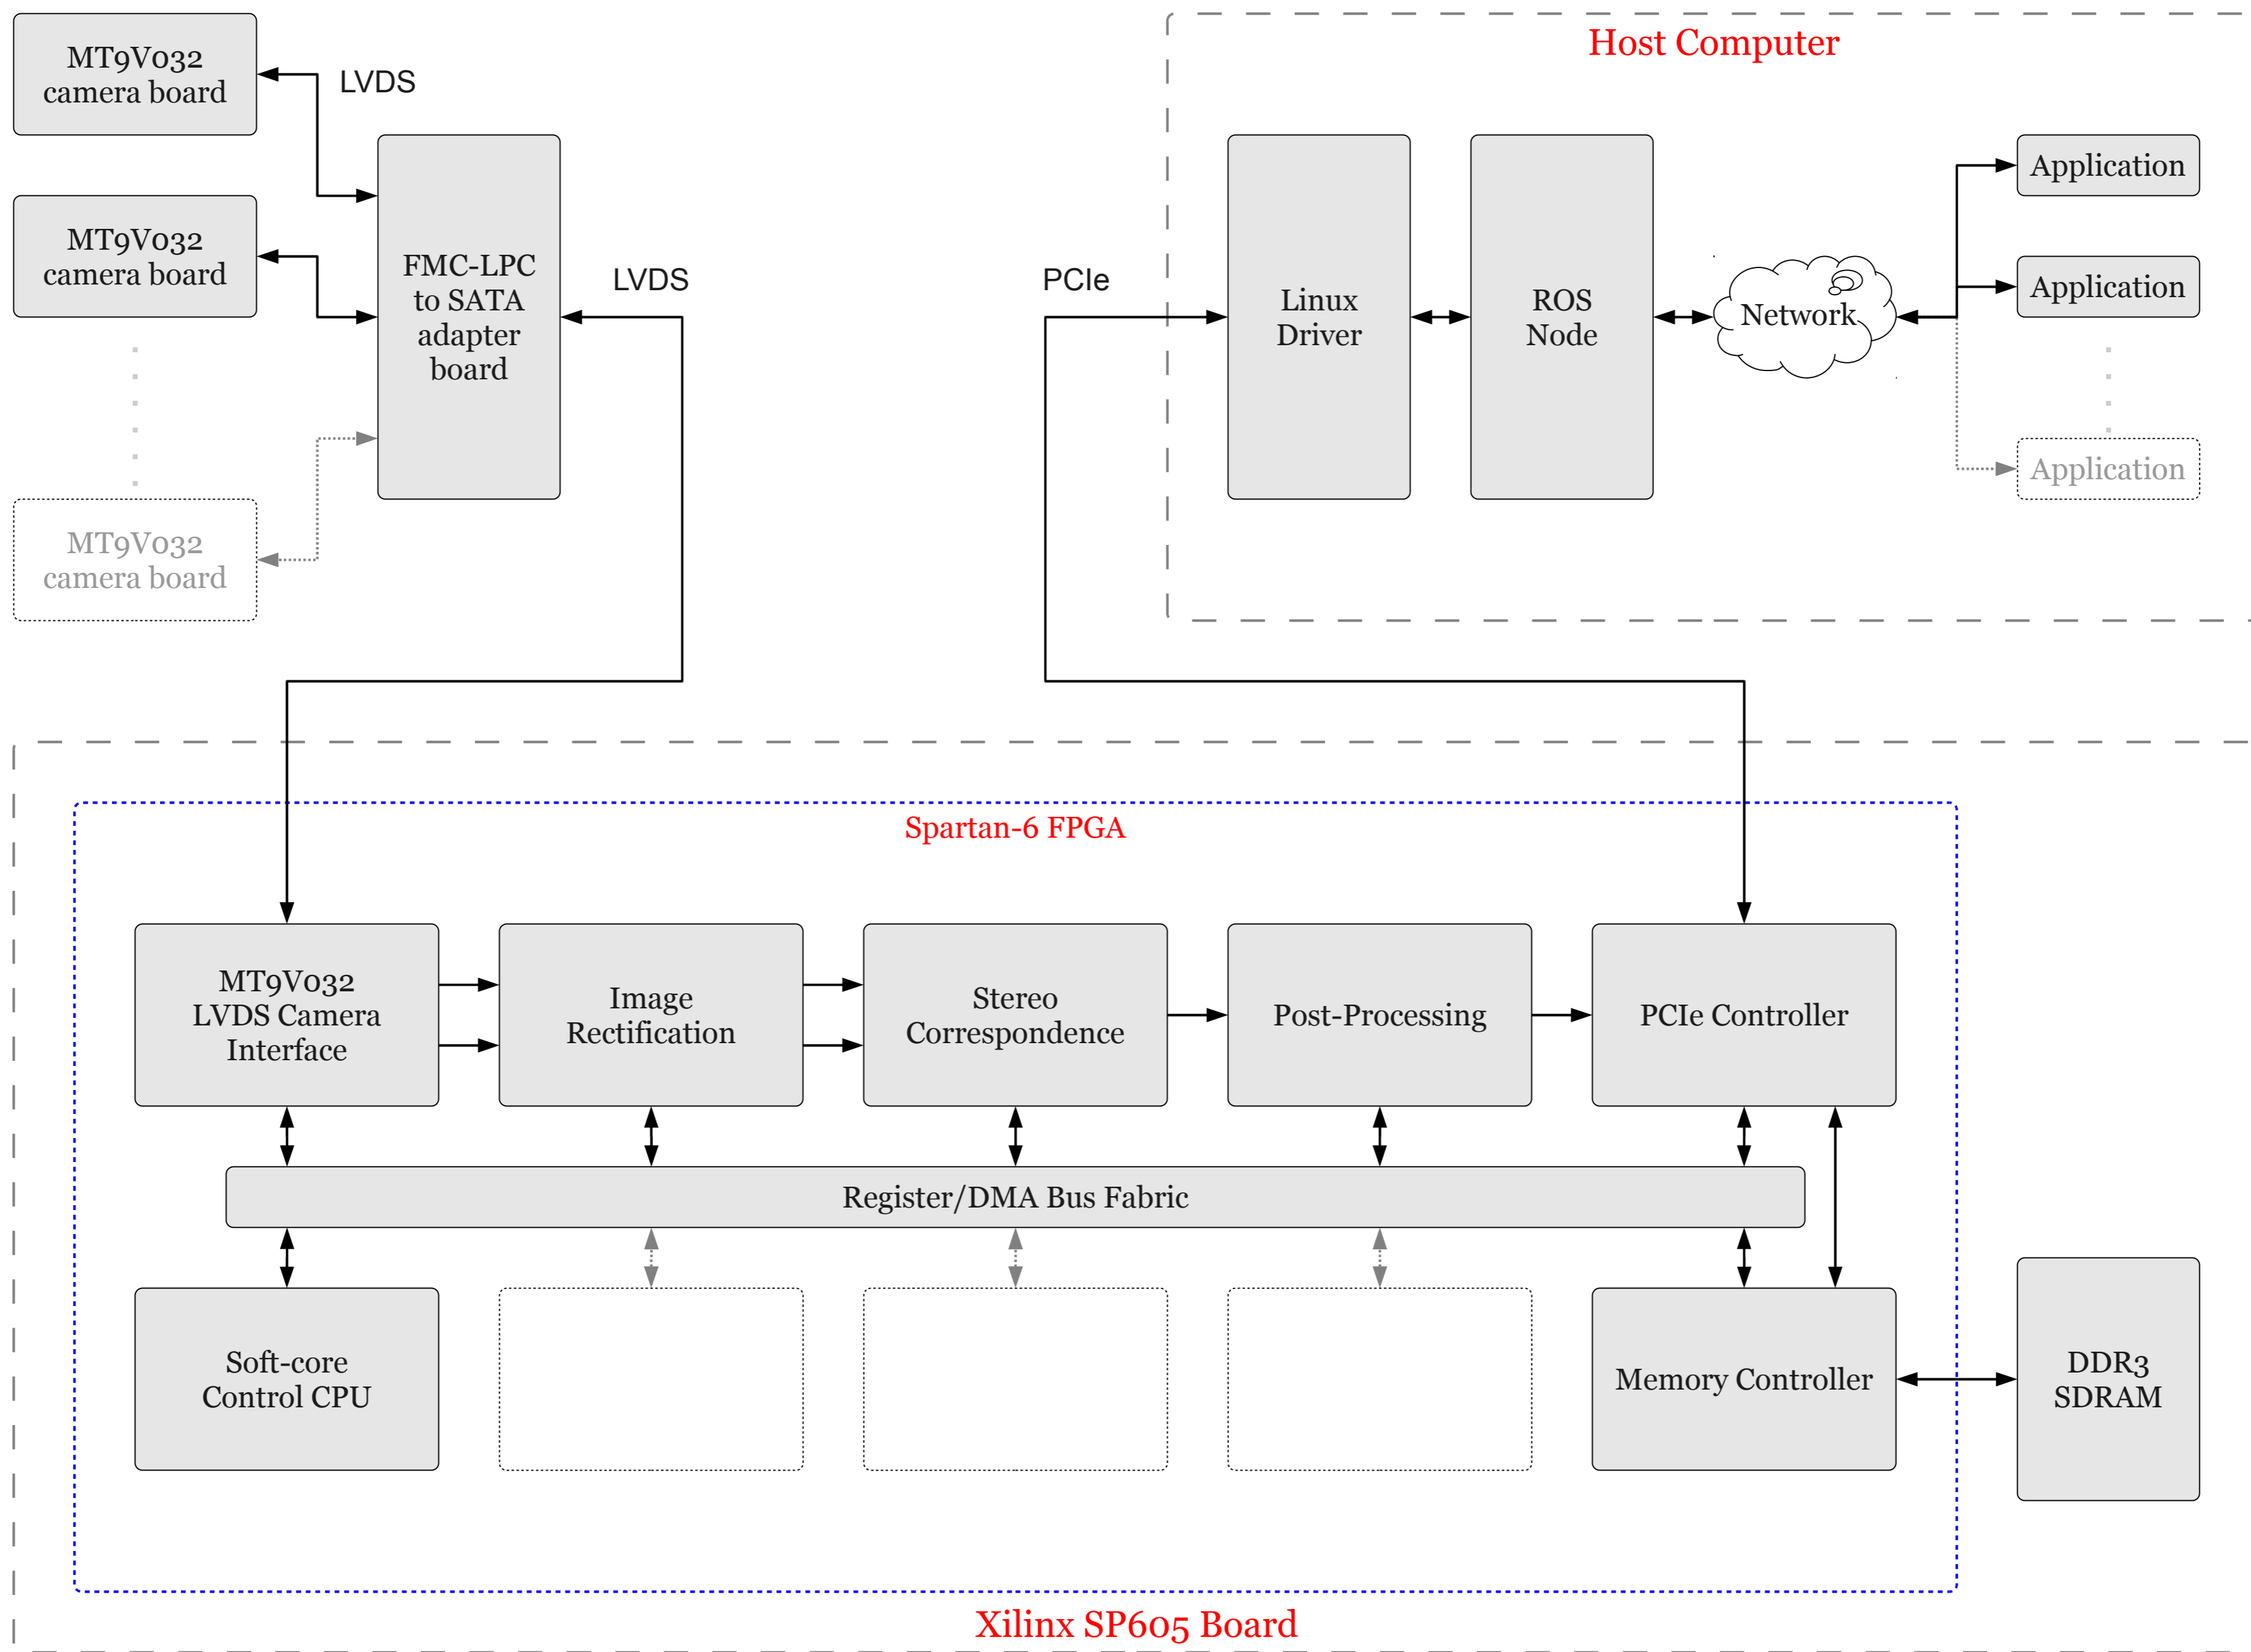 MT9V032
camera board
LVDS
MT9V032
camera board
MT9V032
camera board
FMC-LPC
to SATA
adapter
board
LVDS
Host Computer
PCIe
Linux
Driver
ROS
Node
Network
Application
Application
Application
Spartan-6 FPGA
MT9V032
LVDS Camera
Interface
Image
Rectification
Stereo
Correspondence
Post-Processing
PCIe Controller
Register/DMA Bus Fabric
Soft-core
Control CPU
Memory Controller
DDR3
SDRAM
Xilinx SP605 Board